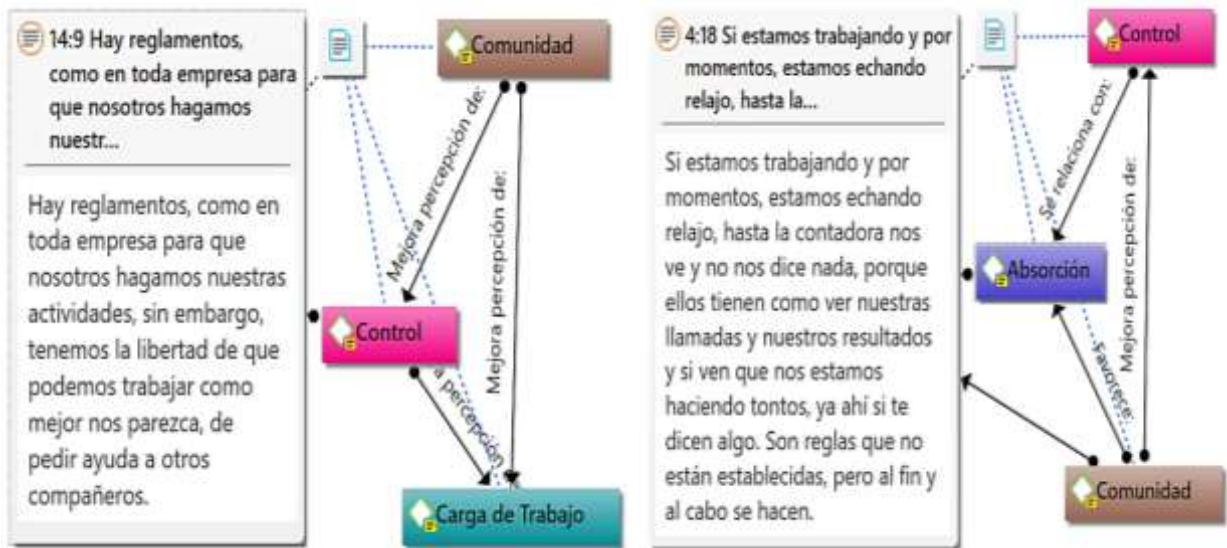 14:9 Hay reglamentos,
como en toda empresa para
que nosotros hagamos
nuestr...
Hay reglamentos, como en
toda empresa para que
nosotros hagamos nuestras
actividades, sin embargo,
tenemos la libertad de que
podemos trabajar como
mejor nos parezca, de
pedir ayuda a otros
compañeros.
Comunidad
Mejora percepción de:
Mejora percepción de:
Control
a percepción
Carga de Trabajo
4:18 Si estamos trabajando y por
momentos, estamos echando
relajo, hasta la...
Si estamos trabajando y por
momentos, estamos echando
relajo, hasta la contadora nos
ve y no nos dice nada, porque
ellos tienen como ver nuestras
llamadas y nuestros resultados
y si ven que nos estamos
haciendo tontos, ya ahí si te
dicen algo. Son reglas que no
están establecidas, pero al fin y
al cabo se hacen.
Control
Se relaciona con:
Mejora percepción de:
Absorción
Favorece:
Comunidad